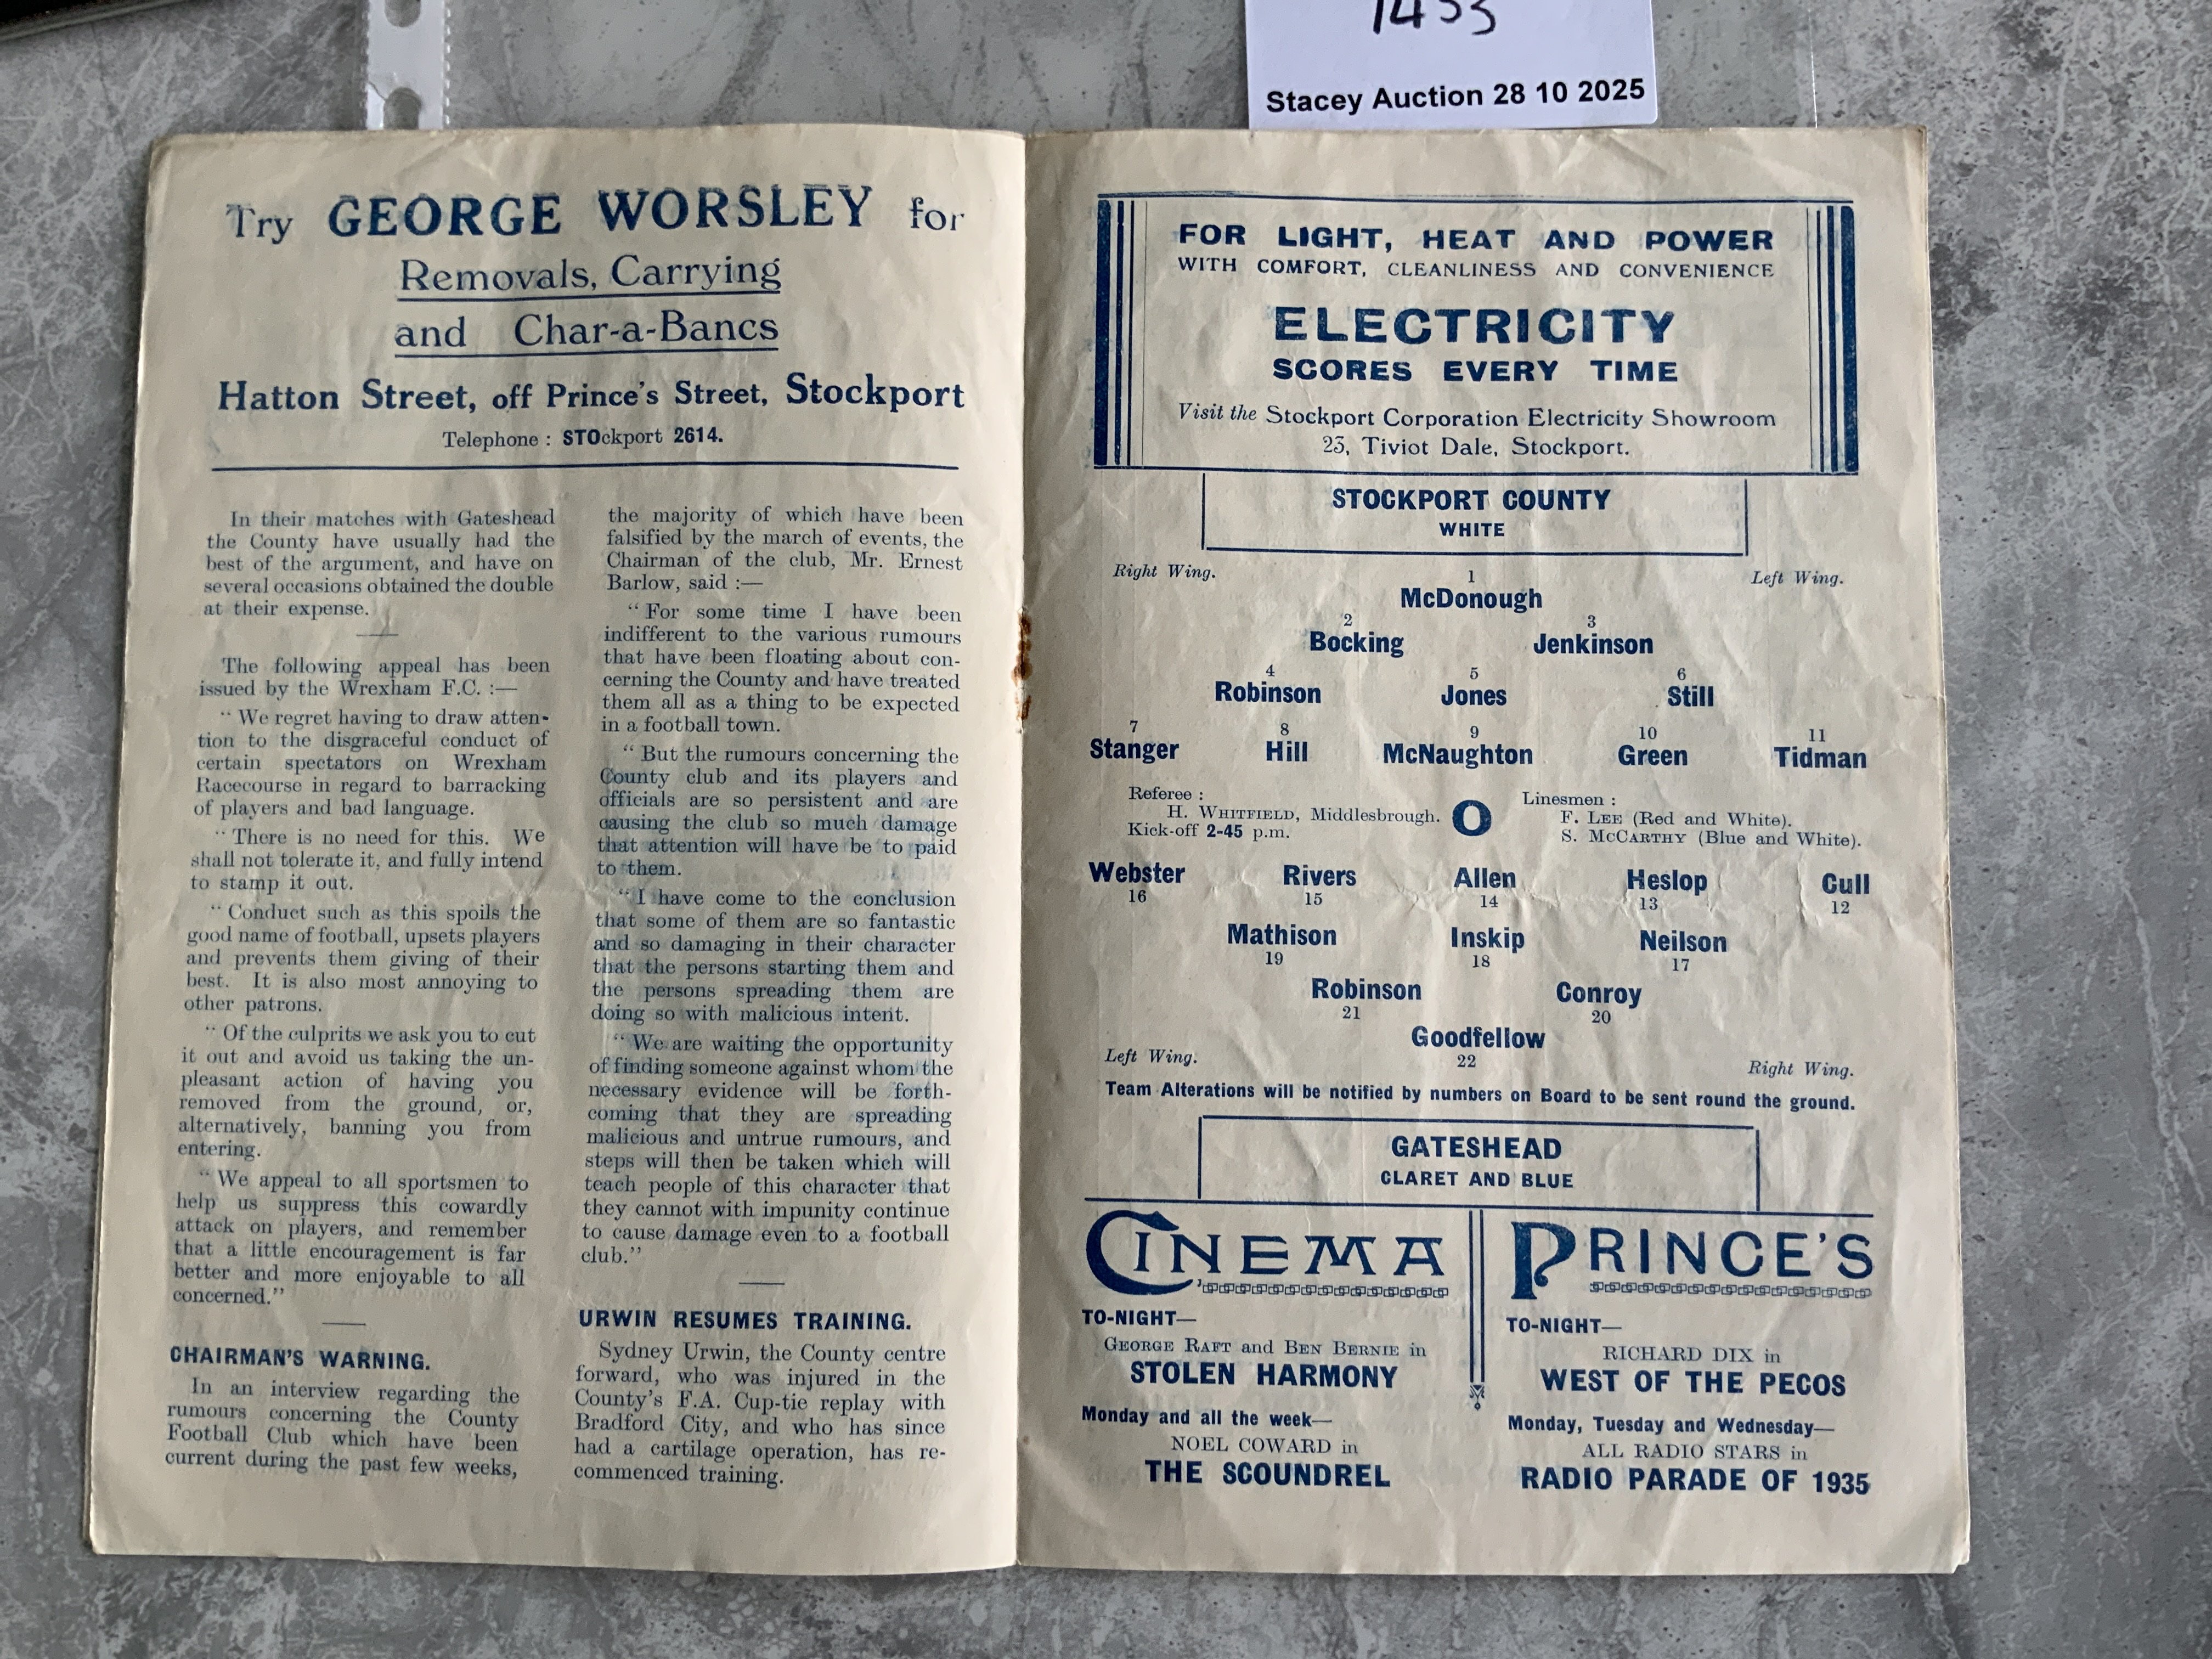 1433
Stacey Auction 28 10 2025
Try GEORGE WORSLEY for
Removals, Carrying
and Char-a-Bancs
Hatton Street, off Prince's Street, Stockport
Telephone : STOckport 2614.
In their matches with Gateshead
the County have usually had the
best of the argument, and have on
several occasions obtained the double
at their expense.
The following appeal has been
issued by the Wrexham F.C. :—
" We regret having to draw atten-
tion to the disgraceful conduct of
certain spectators on Wrexham
Racecourse in regard to barracking
of players and bad language.
" There is no need for this. We
shall not tolerate it, and fully intend
to stamp it out.
" Conduct such as this spoils the
good name of football, upsets players
and prevents them giving of their
best. It is also most annoying to
other patrons.
" Of the culprits we ask you to cut
it out and avoid us taking the un-
pleasant action of having you
removed from the ground, or,
alternatively, banning you from
entering.
" We appeal to all sportsmen to
help us suppress this cowardly
attack on players, and remember
that a little encouragement is far
better and more enjoyable to all
concerned."
CHAIRMAN'S WARNING.
In an interview regarding the
rumours concerning the County
Football Club which have been
current during the past few weeks,
the majority of which have been
falsified by the march of events, the
Chairman of the club, Mr. Ernest
Barlow, said :—
" For some time I have been
indifferent to the various rumours
that have been floating about con-
cerning the County and have treated
them all as a thing to be expected
in a football town.
" But the rumours concerning the
County club and its players and
officials are so persistent and are
causing the club so much damage
that attention will have be to paid
to them.
" I have come to the conclusion
that some of them are so fantastic
and so damaging in their character
that the persons starting them and
the persons spreading them are
doing so with malicious intent.
" We are waiting the opportunity
of finding someone against whom the
necessary evidence will be forth-
coming that they are spreading
malicious and untrue rumours, and
steps will then be taken which will
teach people of this character that
they cannot with impunity continue
to cause damage even to a football
club."
URWIN RESUMES TRAINING.
Sydney Urwin, the County centre
forward, who was injured in the
County's F.A. Cup-tie replay with
Bradford City, and who has since
had a cartilage operation, has re-
commenced training.
FOR LIGHT, HEAT AND POWER
WITH COMFORT, CLEANLINESS AND CONVENIENCE
ELECTRICITY
SCORES EVERY TIME
Visit the Stockport Corporation Electricity Showroom
23, Tiviot Dale, Stockport.
STOCKPORT COUNTY
WHITE
Right Wing. Left Wing.
1
McDonough
2 3
Bocking Jenkinson
4 5 6
Robinson Jones Still
7 8 9 10 11
Stanger Hill McNaughton Green Tidman
Referee :
H. WHITFIELD, Middlesbrough.
Kick-off 2-45 p.m.
O
Linesmen :
F. LEE (Red and White).
S. MCCARTHY (Blue and White).
Webster Rivers Allen Heslop Cull
16 15 14 13 12
Mathison Inskip Neilson
19 18 17
Robinson Conroy
21 20
Goodfellow
22
Left Wing. Right Wing.
Team Alterations will be notified by numbers on Board to be sent round the ground.
GATESHEAD
CLARET AND BLUE
CINEMA
TO-NIGHT—
GEORGE RAFT and BEN BERNIE in
STOLEN HARMONY
Monday and all the week—
NOEL COWARD in
THE SCOUNDREL
PRINCE'S
TO-NIGHT—
RICHARD DIX in
WEST OF THE PECOS
Monday, Tuesday and Wednesday—
ALL RADIO STARS in
RADIO PARADE OF 1935